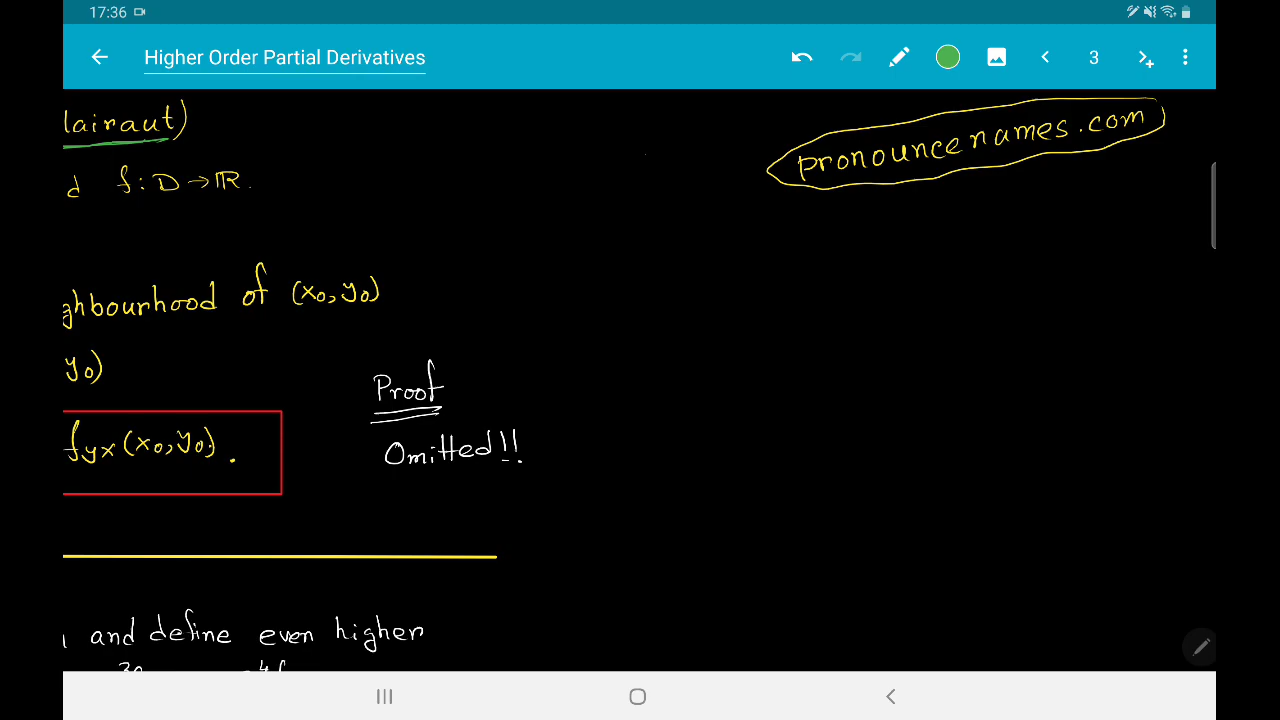 17:36
Higher Order Partial Derivatives
3
lairaut)
pronouncenames.com
d f: D → ℝ.
ghbourhood of (x₀, y₀)
y₀)
Proof
fyx(x₀, y₀).
Omitted!!
and define even higher